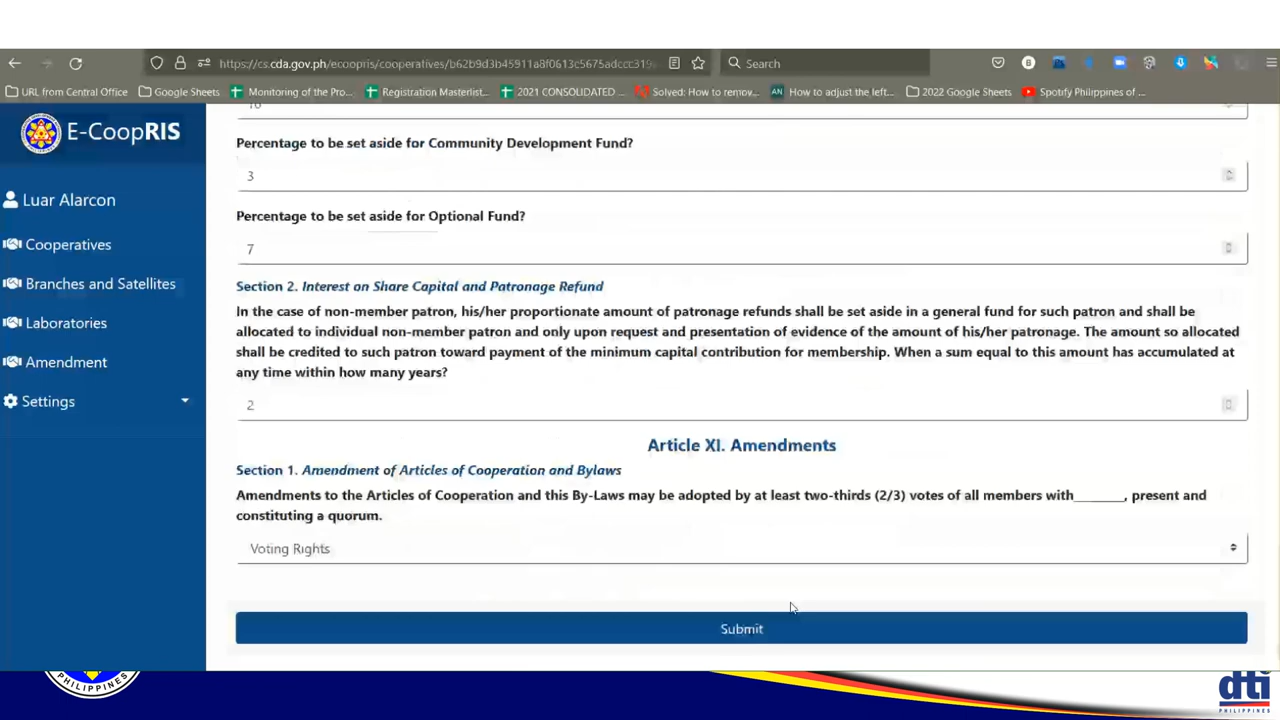 https://cs.cda.gov.ph/ecoopris/cooperatives/b62b9d3b45911a8f0613c5675adcct319
Search
URL from Central Office
Google Sheets
Monitoring of the Pro...
Registration Masterlist...
2021 CONSOLIDATED ...
Solved: How to remov...
AN How to adjust the left...
2022 Google Sheets
Spotify Philippines of ...
E-CoopRIS
Luar Alarcon
Cooperatives
Branches and Satellites
Laboratories
Amendment
Settings
Percentage to be set aside for Community Development Fund?
3
Percentage to be set aside for Optional Fund?
7
Section 2. Interest on Share Capital and Patronage Refund
In the case of non-member patron, his/her proportionate amount of patronage refunds shall be set aside in a general fund for such patron and shall be
allocated to individual non-member patron and only upon request and presentation of evidence of the amount of his/her patronage. The amount so allocated
shall be credited to such patron toward payment of the minimum capital contribution for membership. When a sum equal to this amount has accumulated at
any time within how many years?
2
Article XI. Amendments
Section 1. Amendment of Articles of Cooperation and Bylaws
Amendments to the Articles of Cooperation and this By-Laws may be adopted by at least two-thirds (2/3) votes of all members with_______, present and
constituting a quorum.
Voting Rights
Submit
PHILIPPINES
dti
PHILIPPINES